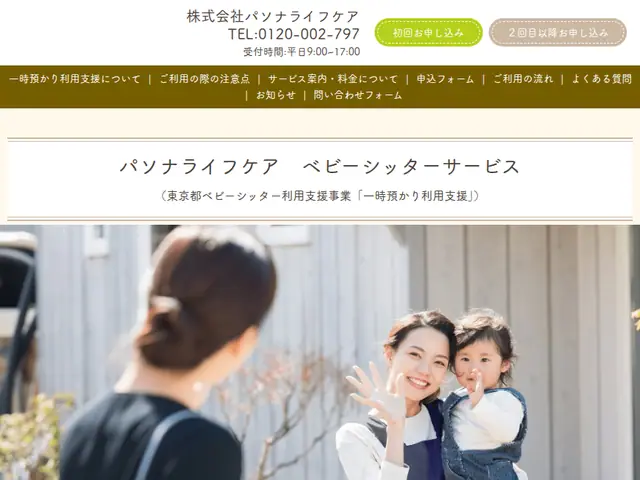 株式会社パソナライフケア
TEL:0120-002-797
受付時間:平日9:00~17:00
初回お申し込み
２回目以降お申し込み
一時預かり利用支援について ｜ ご利用の際の注意点 ｜ サービス案内・料金について ｜ 申込フォーム ｜ ご利用の流れ ｜ よくある質問
｜ お知らせ ｜ 問い合わせフォーム
パソナライフケア　ベビーシッターサービス
（東京都ベビーシッター利用支援事業「一時預かり利用支援」）